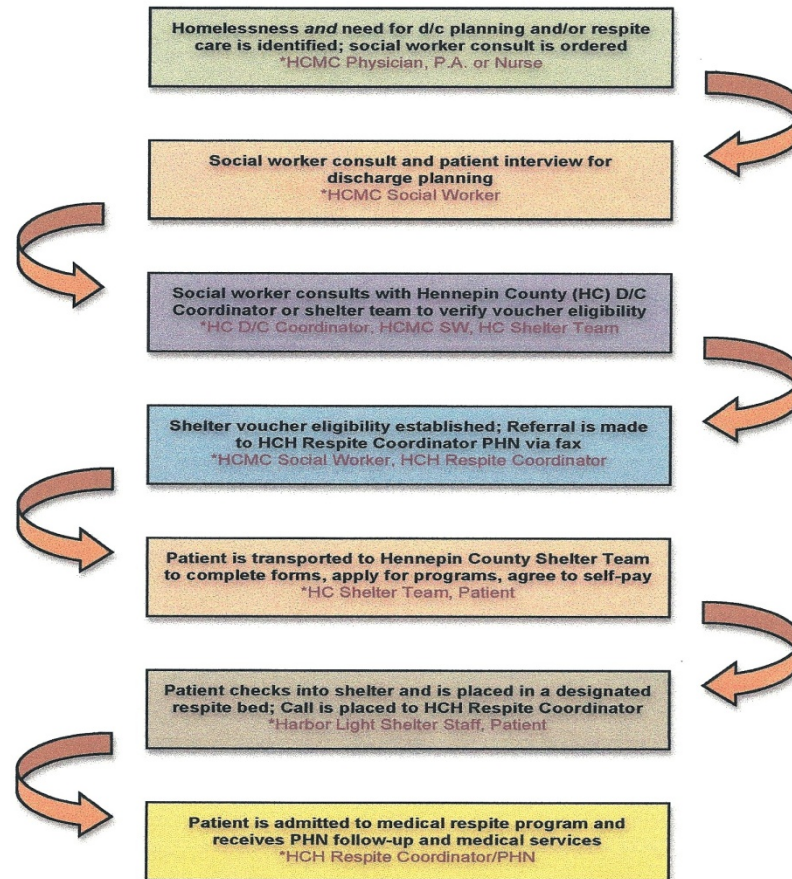 Homelessness and need for d/c planning and/or respite
care is identified; social worker consult is ordered
*HCMC Physician, P.A. or Nurse
Social worker consult and patient interview for
discharge planning
*HCMC Social Worker
Social worker consults with Hennepin County (HC) D/C
Coordinator or shelter team to verify voucher eligibility
*HC D/C Coordinator, HCMC SW, HC Shelter Team
Shelter voucher eligibility established; Referral is made
to HCH Respite Coordinator PHN via fax
*HCMC Social Worker, HCH Respite Coordinator
Patient is transported to Hennepin County Shelter Team
to complete forms, apply for programs, agree to self-pay
*HC Shelter Team, Patient
Patient checks into shelter and is placed in a designated
respite bed; Call is placed to HCH Respite Coordinator
*Harbor Light Shelter Staff, Patient
Patient is admitted to medical respite program and
receives PHN follow-up and medical services
*HCH Respite Coordinator/PHN